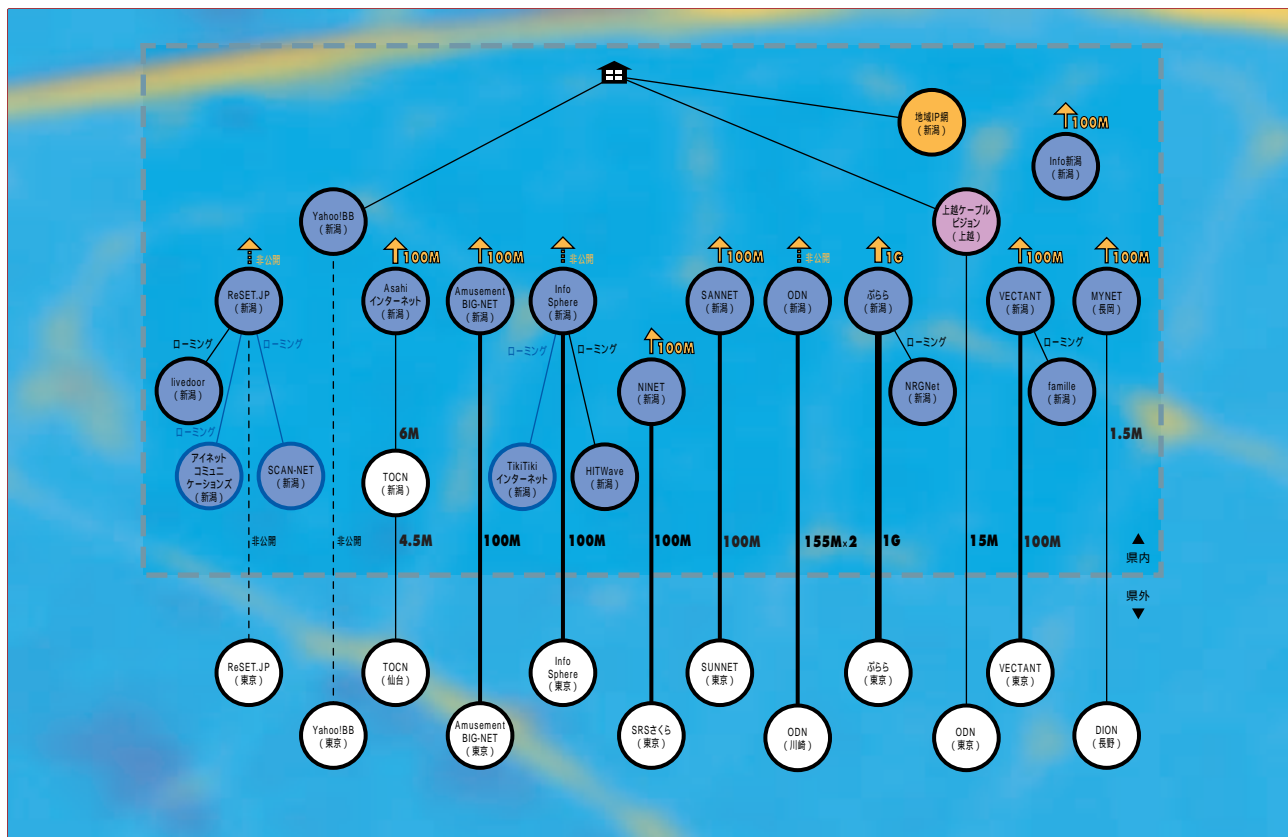 地域IP網
(新潟)
100M
Info新潟
(新潟)
Yahoo!BB
(新潟)
上越ケーブル
ビジョン
(上越)
非公開
ReSET.JP
(新潟)
100M
Asahi
インターネット
(新潟)
100M
Amusement
BIG-NET
(新潟)
非公開
Info
Sphere
(新潟)
100M
SANNET
(新潟)
非公開
ODN
(新潟)
1G
ぷらら
(新潟)
100M
VECTANT
(新潟)
100M
MYNET
(長岡)
ローミング
ローミング
ローミング
ローミング
100M
ローミング
ローミング
livedoor
(新潟)
NINET
(新潟)
NRGNet
(新潟)
famille
(新潟)
ローミング
6M
1.5M
アイネット
コミュニ
ケーションズ
(新潟)
SCAN-NET
(新潟)
TOCN
(新潟)
TikiTiki
インターネット
(新潟)
HITWave
(新潟)
非公開
非公開
4.5M
100M
100M
100M
100M
155M×2
1G
15M
100M
▲
県内
県外
▼
ReSET.JP
(東京)
TOCN
(仙台)
Info
Sphere
(東京)
SUNNET
(東京)
ぷらら
(東京)
VECTANT
(東京)
Yahoo!BB
(東京)
Amusement
BIG-NET
(東京)
SRSさくら
(東京)
ODN
(川崎)
ODN
(東京)
DION
(長野)